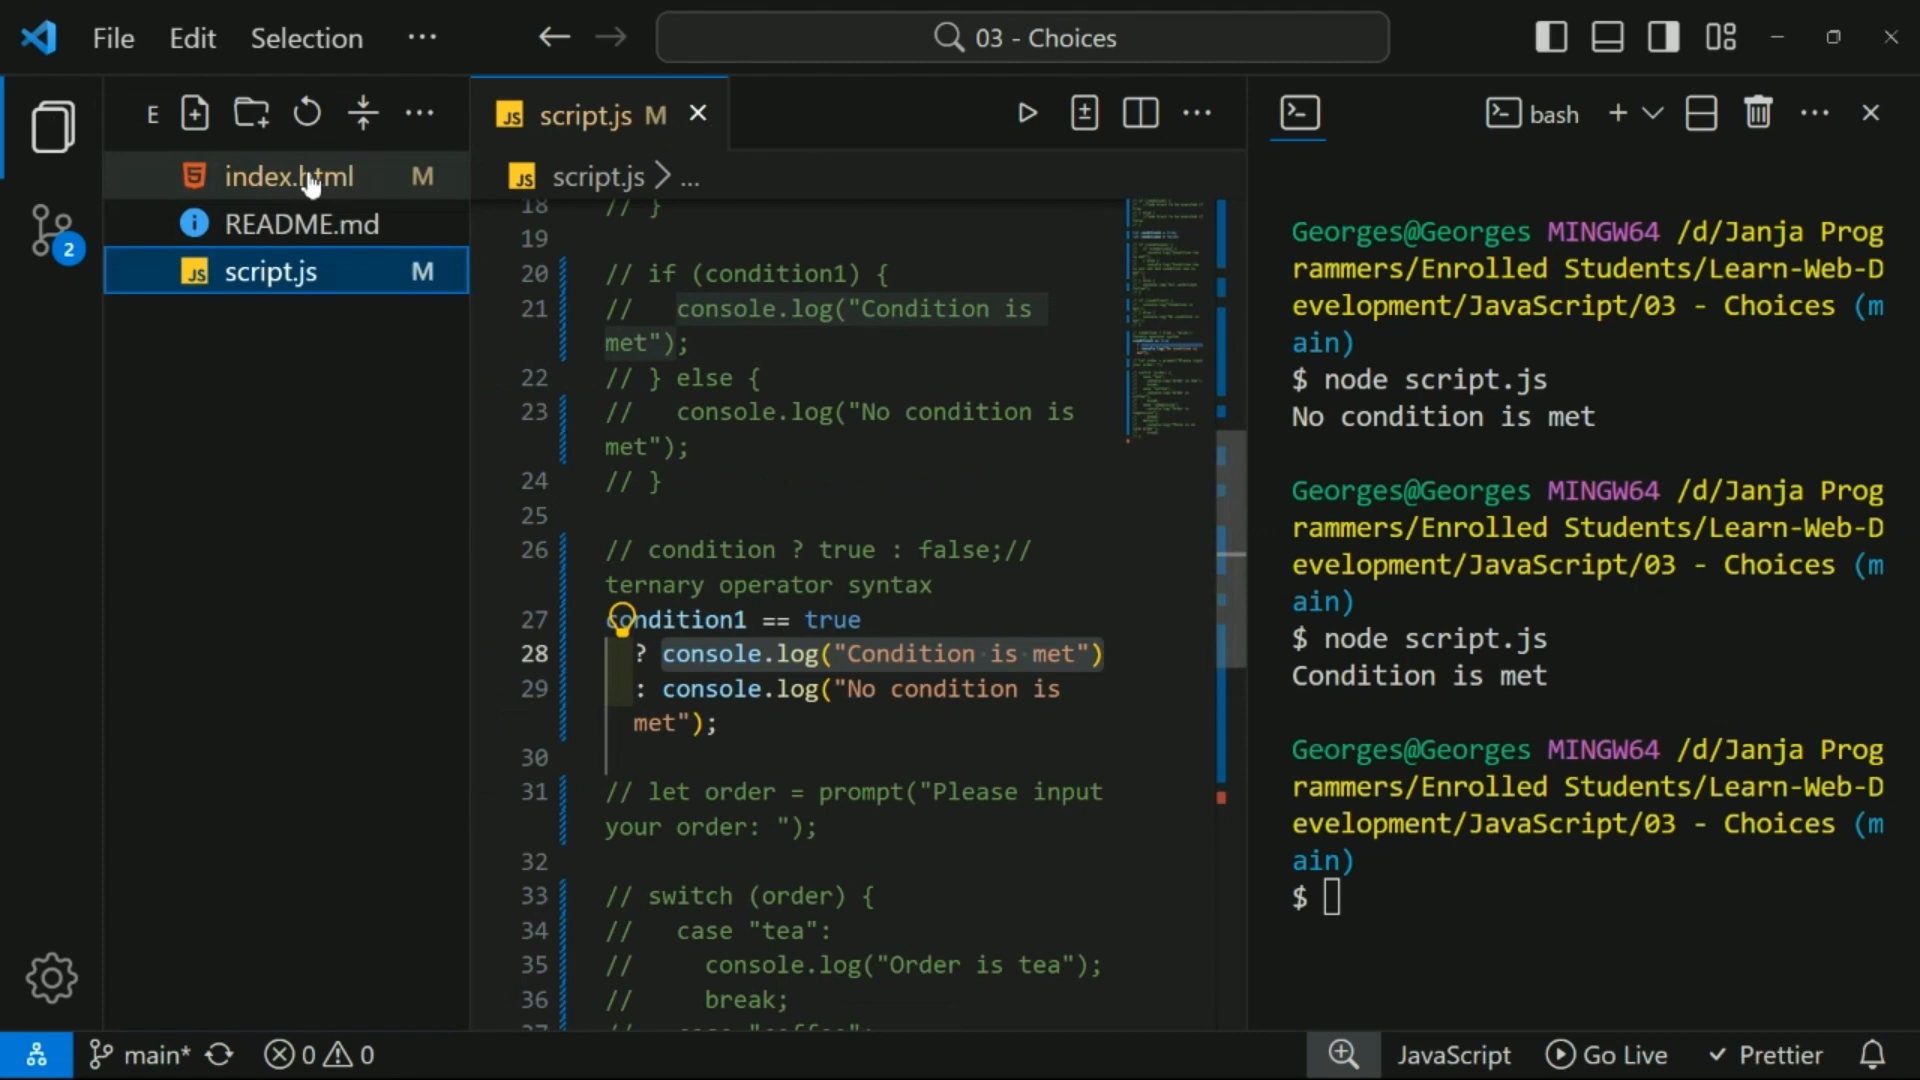 File Edit Selection ··· 03 - Choices
E
index.html M
README.md
script.js M
script.js M
script.js > ...
18 // }
19
20 // if (condition1) {
21 //   console.log("Condition is
met");
22 // } else {
23 //   console.log("No condition is
met");
24 // }
25
26 // condition ? true : false;//
ternary operator syntax
27 condition1 == true
28 ? console.log("Condition is met")
29 : console.log("No condition is
met");
30
31 // let order = prompt("Please input
your order: ");
32
33 // switch (order) {
34 //   case "tea":
35 //     console.log("Order is tea");
36 //     break;
37 //   case "coffee":
bash
Georges@Georges MINGW64 /d/Janja Prog
rammers/Enrolled Students/Learn-Web-D
evelopment/JavaScript/03 - Choices (m
ain)
$ node script.js
No condition is met
Georges@Georges MINGW64 /d/Janja Prog
rammers/Enrolled Students/Learn-Web-D
evelopment/JavaScript/03 - Choices (m
ain)
$ node script.js
Condition is met
Georges@Georges MINGW64 /d/Janja Prog
rammers/Enrolled Students/Learn-Web-D
evelopment/JavaScript/03 - Choices (m
ain)
$
2
main* 0 0 JavaScript Go Live Prettier